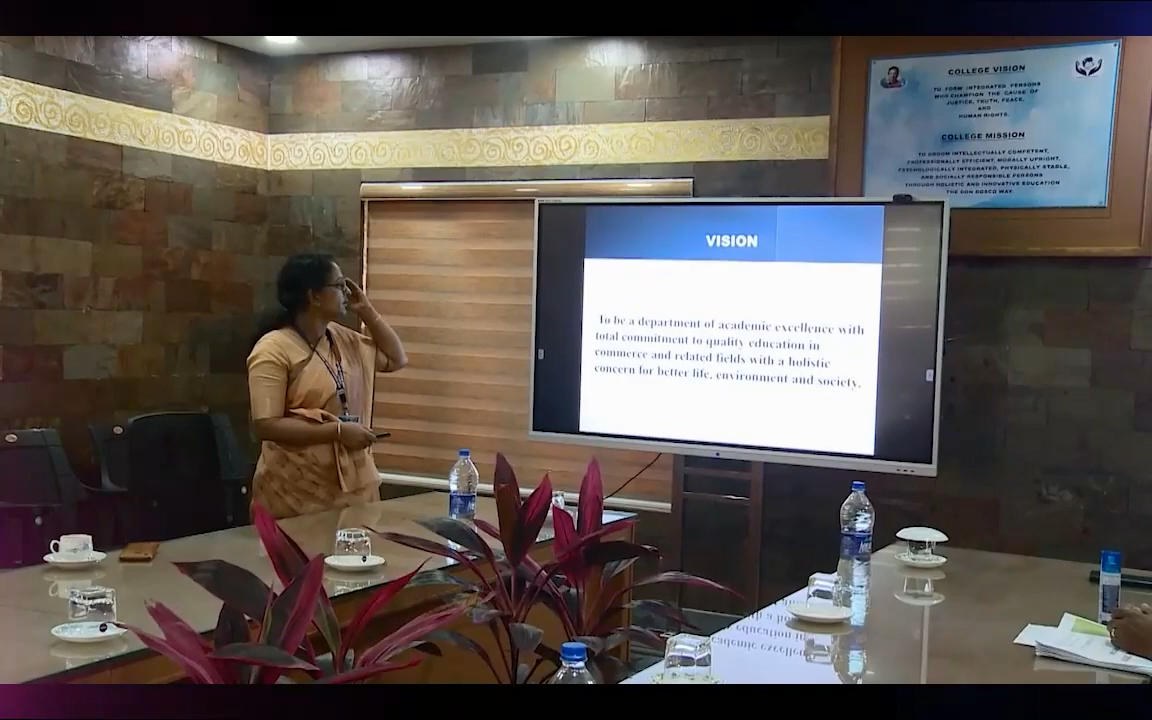 COLLEGE VISION
TO FORM INTEGRATED PERSONS
WHO CHAMPION THE CAUSE OF
JUSTICE, TRUTH, PEACE,
AND
HUMAN RIGHTS.
COLLEGE MISSION
TO GROOM INTELLECTUALLY COMPETENT,
PROFESSIONALLY EFFICIENT, MORALLY UPRIGHT,
PSYCHOLOGICALLY INTEGRATED, PHYSICALLY STABLE,
AND SOCIALLY RESPONSIBLE PERSONS
THROUGH HOLISTIC AND INNOVATIVE EDUCATION
THE DON BOSCO WAY.
VISION
To be a department of academic excellence with
total commitment to quality education in
commerce and related fields with a holistic
concern for better life, environment and society.